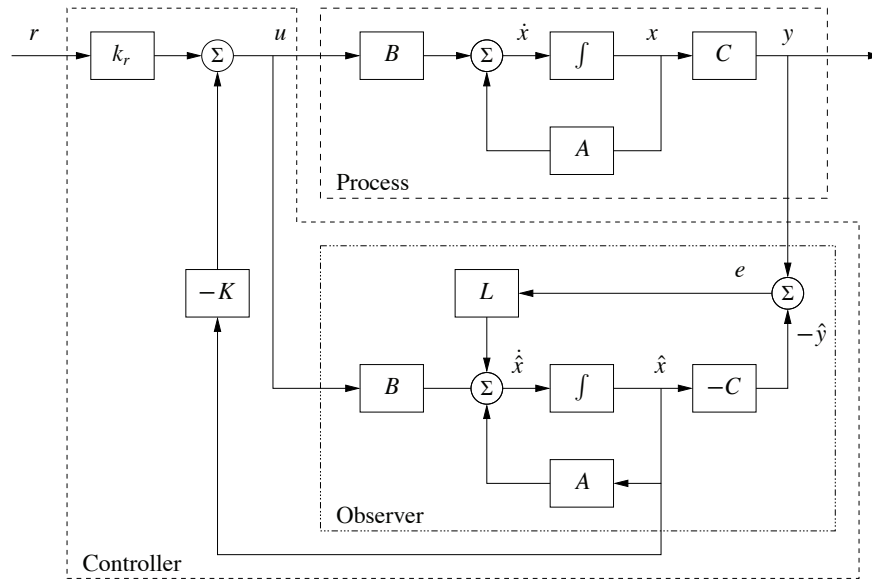 r
k_r
Σ
u
B
Σ
ẋ
∫
x
C
y
A
Process
−K
L
e
Σ
−ŷ
B
Σ
x̂̇
∫
x̂
−C
A
Observer
Controller